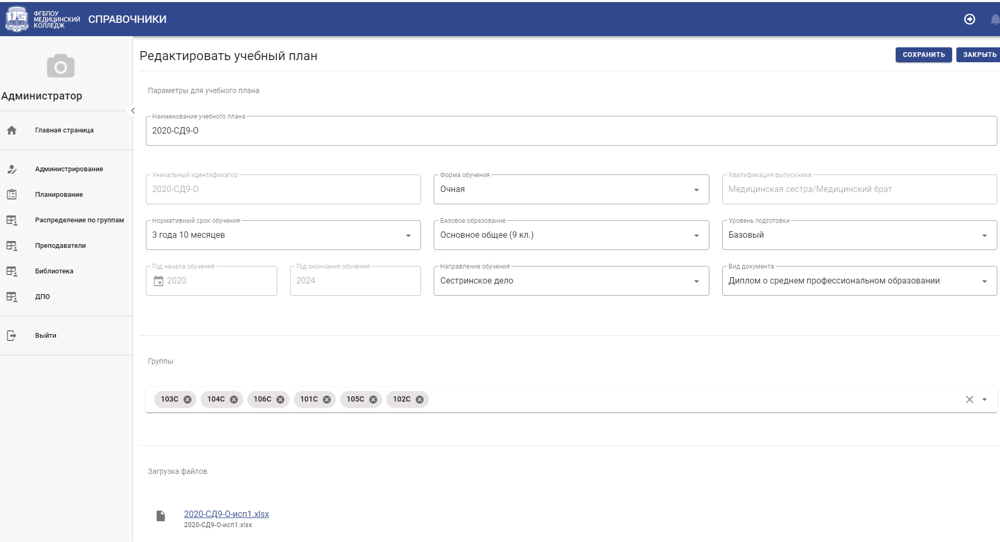 ФГБПОУ
МЕДИЦИНСКИЙ
КОЛЛЕДЖ
СПРАВОЧНИКИ
Администратор
Главная страница
Администрирование
Планирование
Распределение по группам
Преподаватели
Библиотека
ДПО
Выйти
Редактировать учебный план
СОХРАНИТЬ
ЗАКРЫТЬ
Параметры для учебного плана
Наименование учебного плана
2020-СД9-О
Уникальный идентификатор
2020-СД9-О
Форма обучения
Очная
Квалификация выпускника
Медицинская сестра/Медицинский брат
Нормативный срок обучения
3 года 10 месяцев
Базовое образование
Основное общее (9 кл.)
Уровень подготовки
Базовый
Год начала обучения
2020
Год окончания обучения
2024
Направление обучения
Сестринское дело
Вид документа
Диплом о среднем профессиональном образовании
Группы
103С
104С
106С
101С
105С
102С
Загрузка файлов
2020-СД9-О-исп1.xlsx
2020-СД9-О-исп1.xlsx